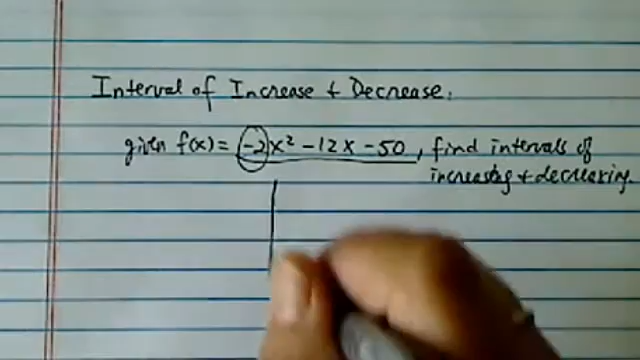 Interval of Increase + Decrease.
given f(x) = -2x² - 12x - 50, find intervals of
increasing + decreasing.